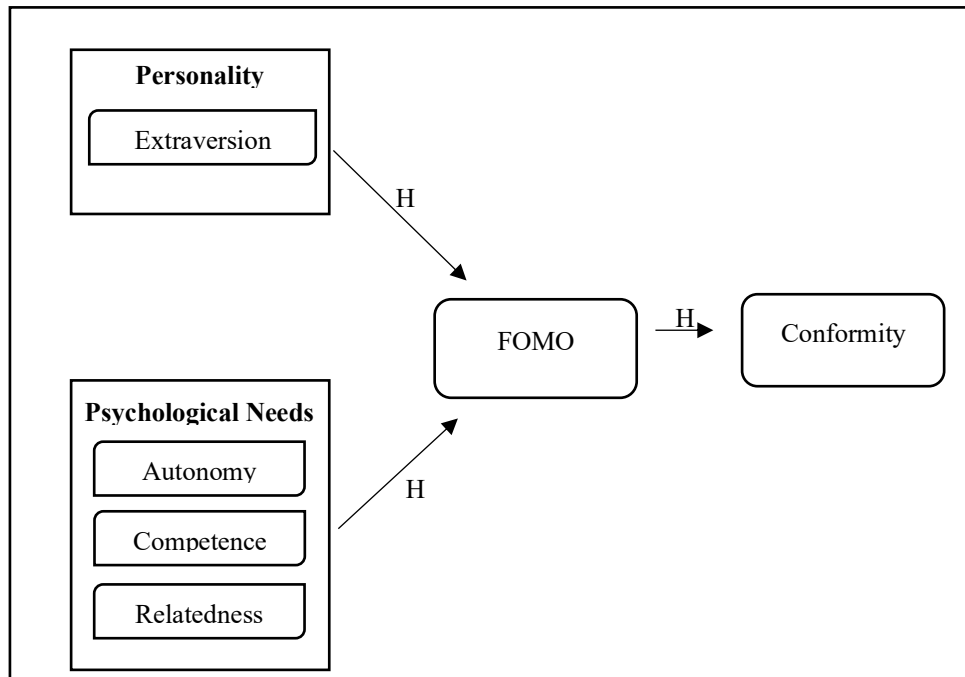 Personality
Extraversion
H
FOMO
H
Conformity
Psychological Needs
Autonomy
Competence
Relatedness
H